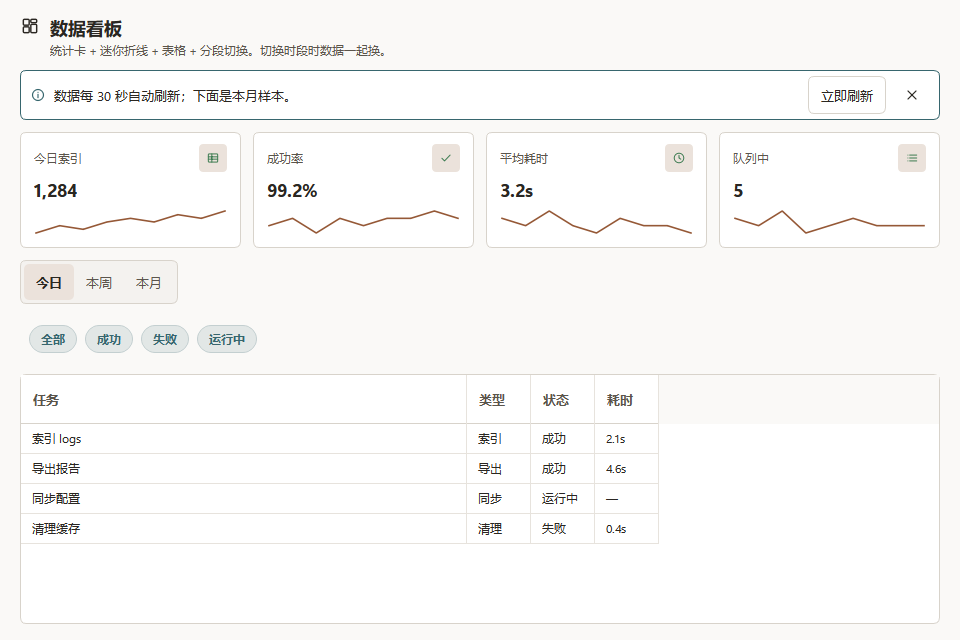 数据看板
统计卡 + 迷你折线 + 表格 + 分段切换。切换时段时数据一起换。
数据每 30 秒自动刷新；下面是本月样本。 立即刷新
今日索引 成功率 平均耗时 队列中
1,284 99.2% 3.2s 5
今日 本周 本月
全部 成功 失败 运行中
任务 类型 状态 耗时
索引 logs 索引 成功 2.1s
导出报告 导出 成功 4.6s
同步配置 同步 运行中 —
清理缓存 清理 失败 0.4s